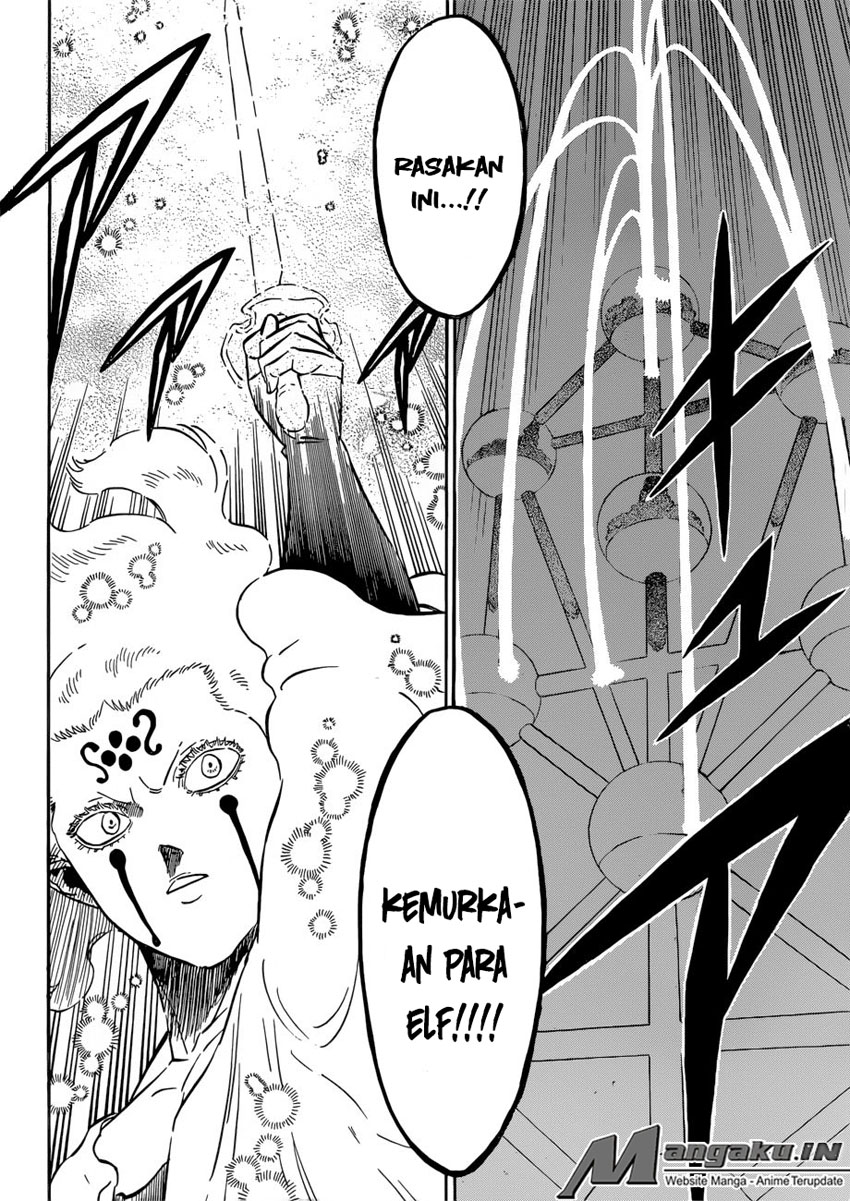 RASAKAN
INI...!!
KEMURKA-
AN PARA
ELF!!!!
Mangaku.IN
Website Manga - Anime Terupdate